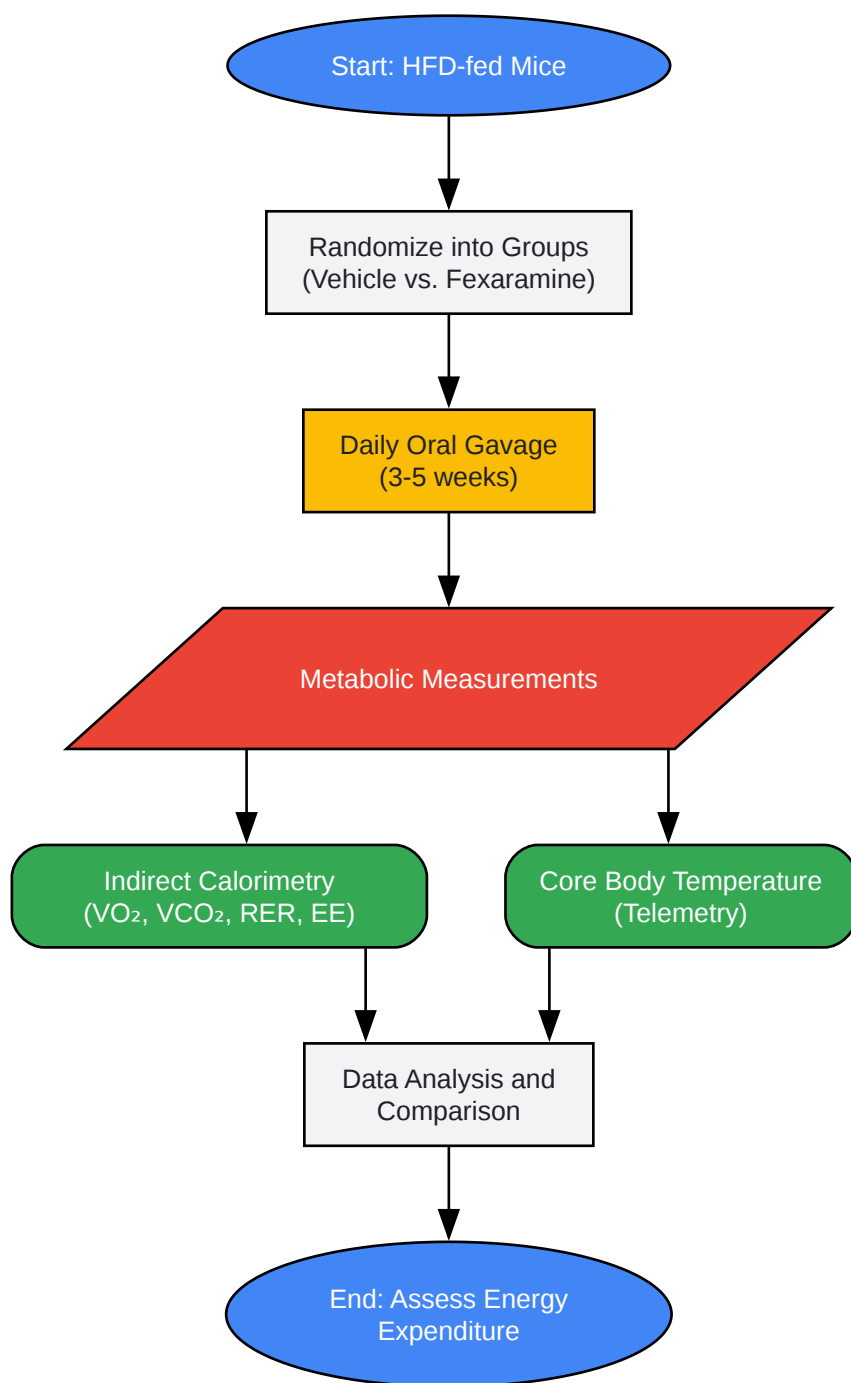 Start: HFD-fed Mice
Randomize into Groups
(Vehicle vs. Fexaramine)
Daily Oral Gavage
(3-5 weeks)
Metabolic Measurements
Indirect Calorimetry
(VO₂, VCO₂, RER, EE)
Core Body Temperature
(Telemetry)
Data Analysis and
Comparison
End: Assess Energy
Expenditure